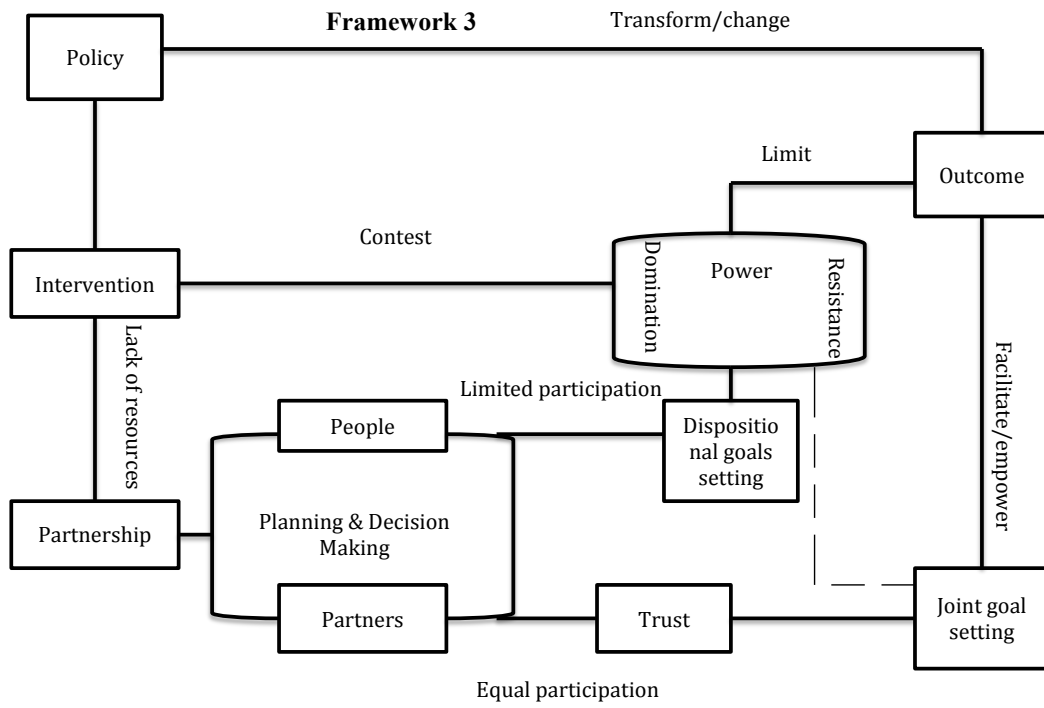 Framework 3
Transform/change
Policy
Limit
Outcome
Contest
Intervention
Domination
Power
Resistance
Lack of resources
Limited participation
Facilitate/empower
People
Dispositio
nal goals
setting
Partnership
Planning & Decision
Making
Partners
Trust
Joint goal
setting
Equal participation